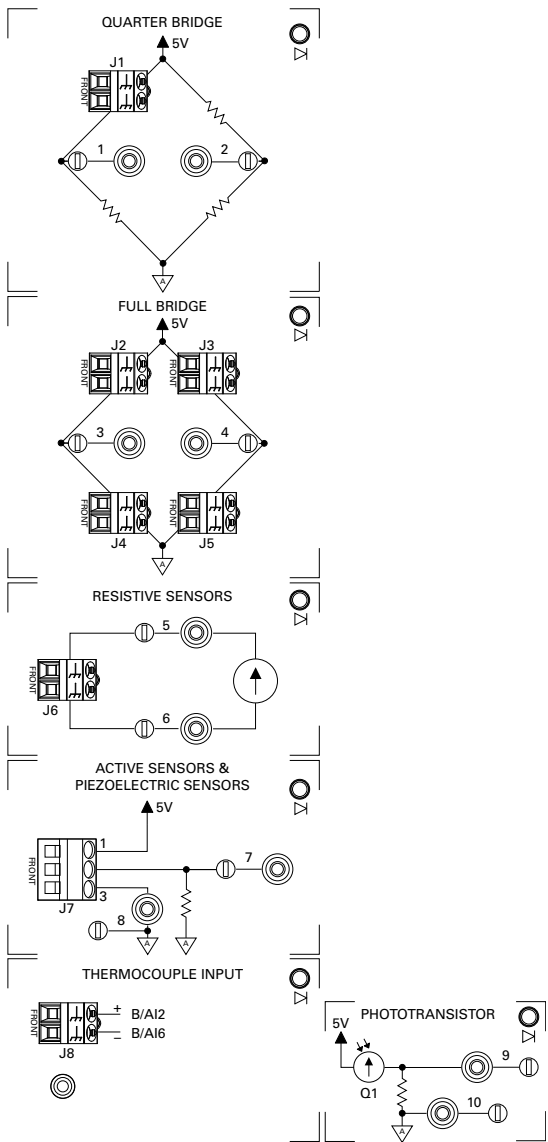 QUARTER BRIDGE
5V
J1
FRONT
1
2
A
FULL BRIDGE
5V
J2
J3
FRONT
FRONT
3
4
FRONT
FRONT
J4
J5
A
RESISTIVE SENSORS
5
FRONT
J6
6
ACTIVE SENSORS &
PIEZOELECTRIC SENSORS
5V
1
FRONT
7
3
J7
8
A
A
THERMOCOUPLE INPUT
FRONT
+ B/AI2
– B/AI6
J8
PHOTOTRANSISTOR
5V
9
Q1
10
A